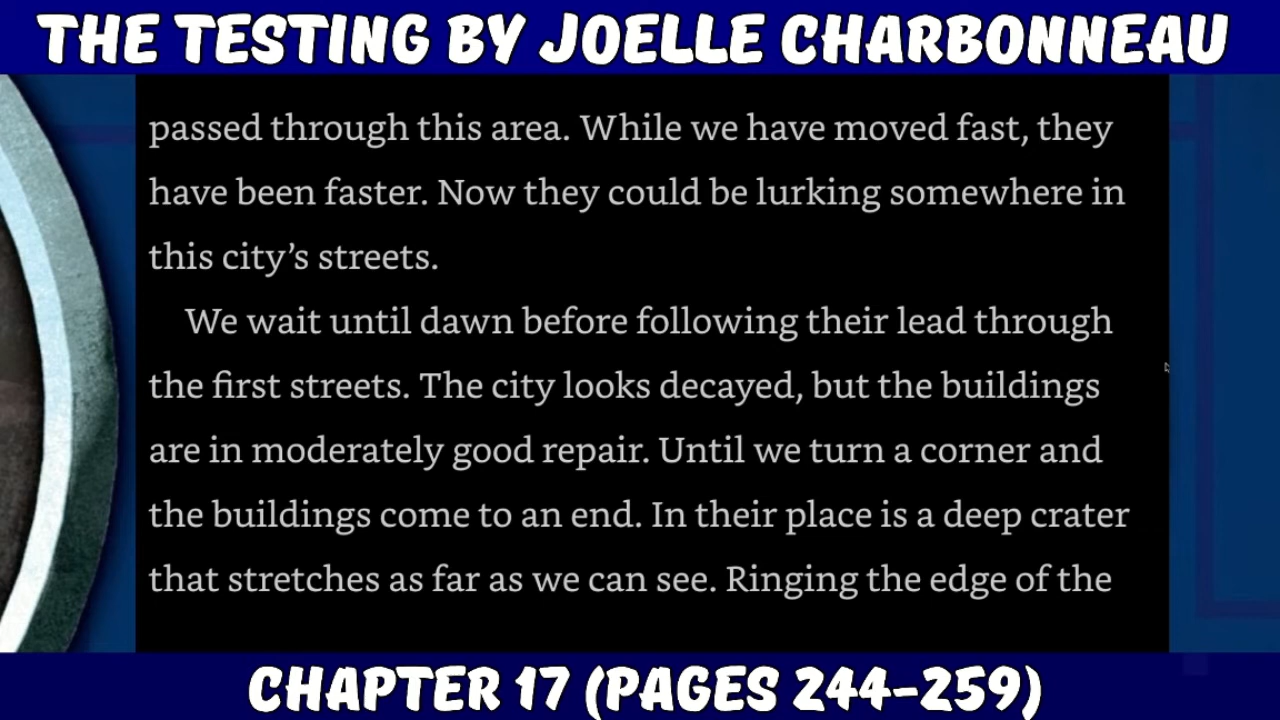 THE TESTING BY JOELLE CHARBONNEAU
passed through this area. While we have moved fast, they
have been faster. Now they could be lurking somewhere in
this city’s streets.
We wait until dawn before following their lead through
the first streets. The city looks decayed, but the buildings
are in moderately good repair. Until we turn a corner and
the buildings come to an end. In their place is a deep crater
that stretches as far as we can see. Ringing the edge of the
CHAPTER 17 (PAGES 244-259)